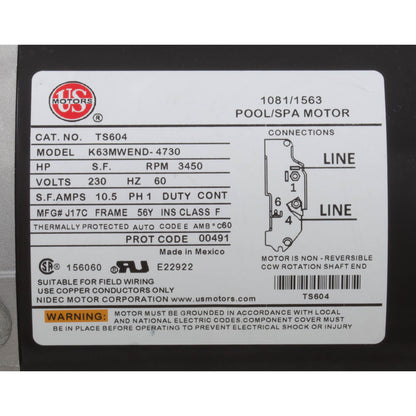 US
MOTORS
®
1081/1563
POOL/SPA MOTOR
CAT. NO. TS604
MODEL K63MWEND-4730
HP S.F. RPM 3450
VOLTS 230 HZ 60
S.F.AMPS 10.5 PH 1 DUTY CONT
MFG# J17C FRAME 56Y INS CLASS F
THERMALLY PROTECTED AUTO CODE E AMB°C60
PROT CODE 00491
Made in Mexico
156060 E22922
SUITABLE FOR FIELD WIRING
USE COPPER CONDUCTORS ONLY
NIDEC MOTOR CORPORATION www.usmotors.com
CONNECTIONS
LINE
1
6
LINE
4
MOTOR IS NON - REVERSIBLE
CCW ROTATION SHAFT END
TS604
WARNING: MOTOR MUST BE GROUNDED IN ACCORDANCE WITH LOCAL
AND NATIONAL ELECTRICAL CODES.COMPONENT COVER MUST
BE IN PLACE BEFORE OPERATING TO PREVENT ELECTRICAL SHOCK OR INJURY